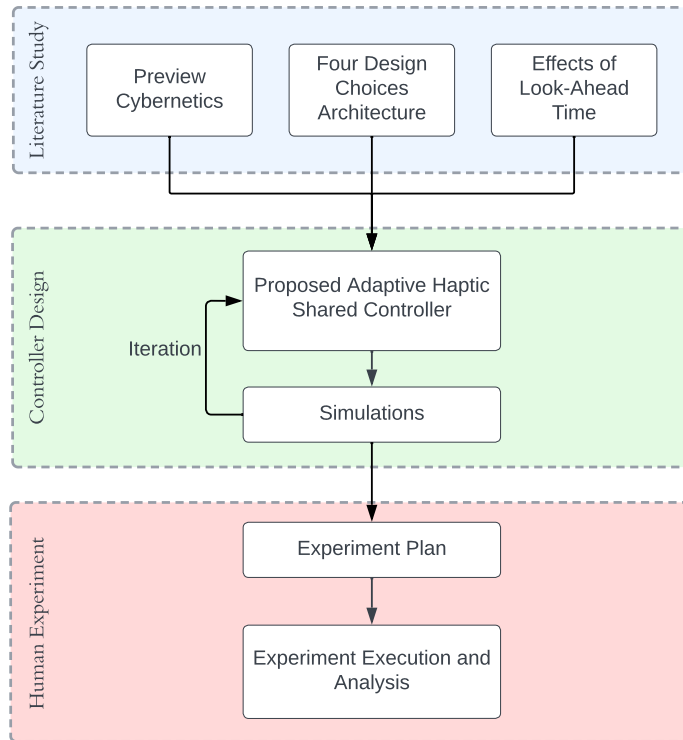 Literature Study
Preview
Cybernetics
Four Design
Choices
Architecture
Effects of
Look-Ahead
Time
Controller Design
Proposed Adaptive Haptic
Shared Controller
Iteration
Simulations
Human Experiment
Experiment Plan
Experiment Execution and
Analysis